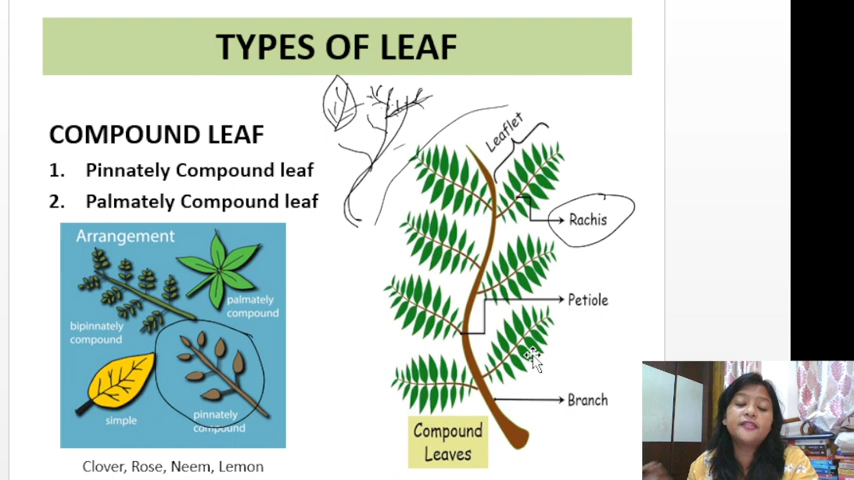 TYPES OF LEAF
COMPOUND LEAF
1. Pinnately Compound leaf
2. Palmately Compound leaf
Arrangement
palmately
compound
bipinnately
compound
simple
pinnately
compound
Clover, Rose, Neem, Lemon
Leaflet
Rachis
Petiole
Branch
Compound
Leaves